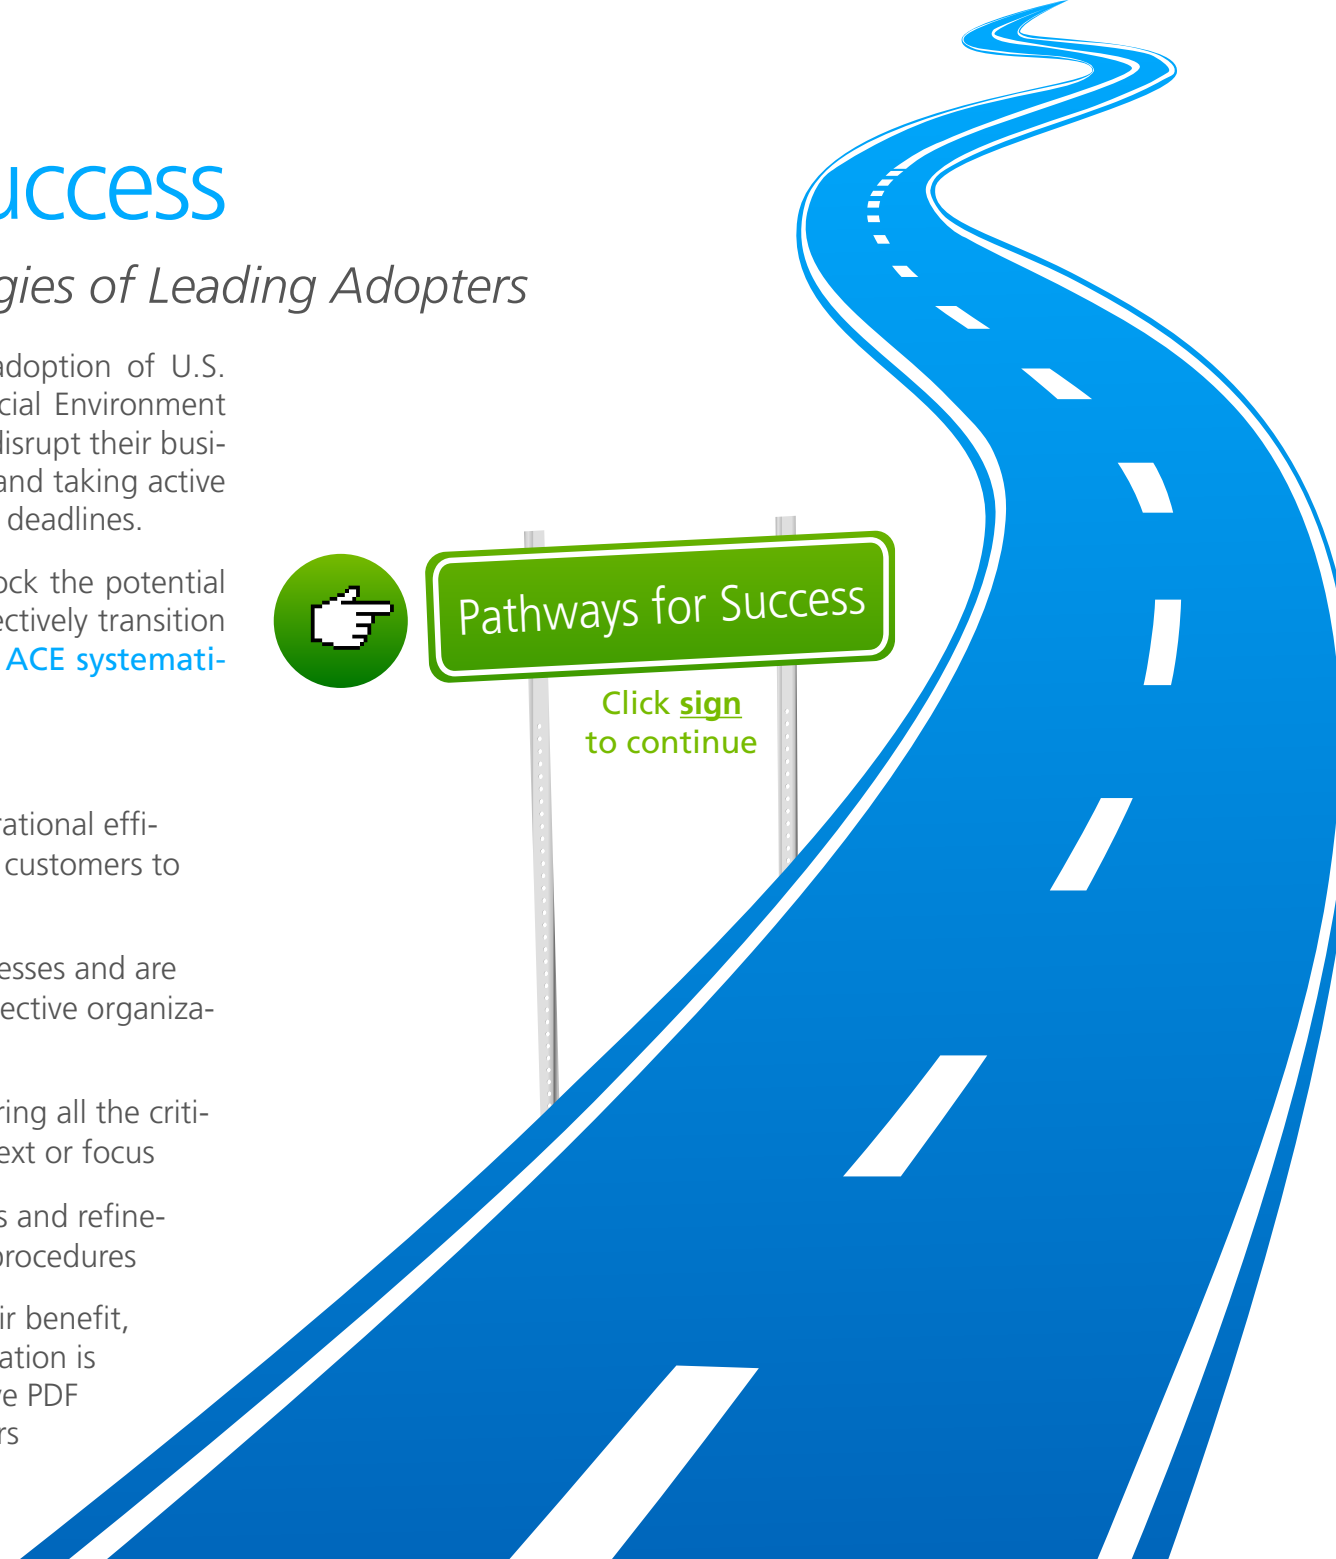 uccess
gies of Leading Adopters
adoption of U.S.
cial Environment
disrupt their busi-
and taking active
deadlines.
ock the potential
ectively transition
ACE systemati-
Pathways for Success
Click sign
to continue
rational effi-
customers to
esses and are
ective organiza-
ring all the criti-
ext or focus
s and refine-
procedures
ir benefit,
ation is
ve PDF
rs